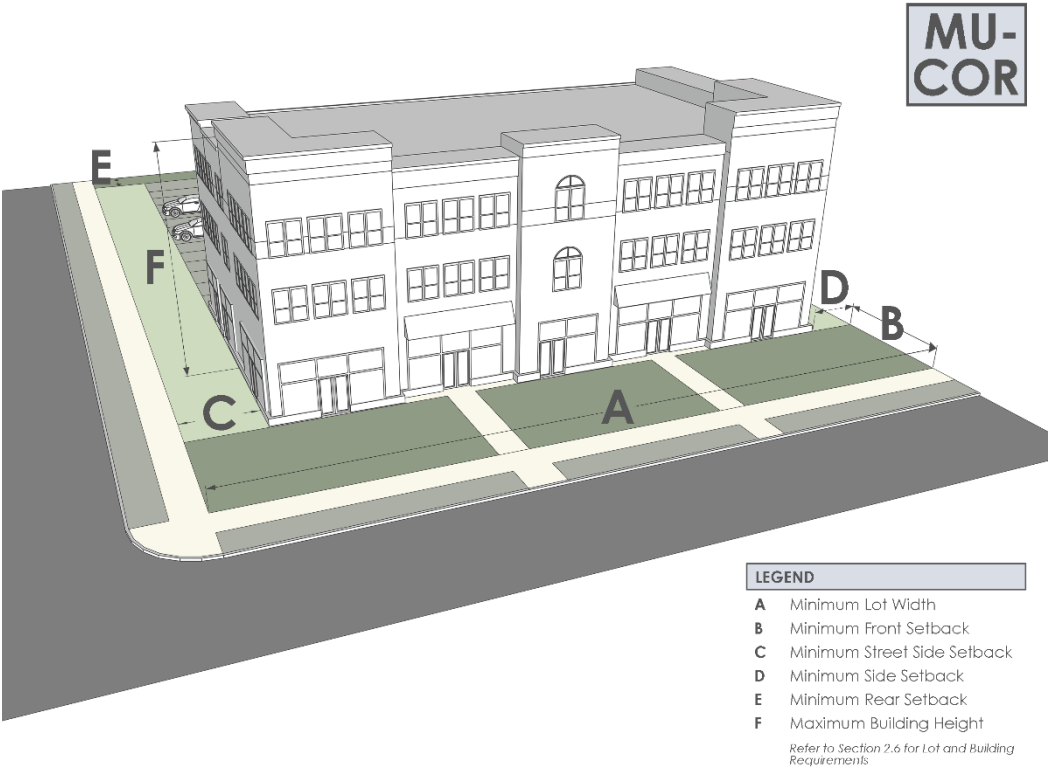 MU-
COR
E
F
D
B
C
A
LEGEND
A Minimum Lot Width
B Minimum Front Setback
C Minimum Street Side Setback
D Minimum Side Setback
E Minimum Rear Setback
F Maximum Building Height
Refer to Section 2.6 for Lot and Building
Requirements